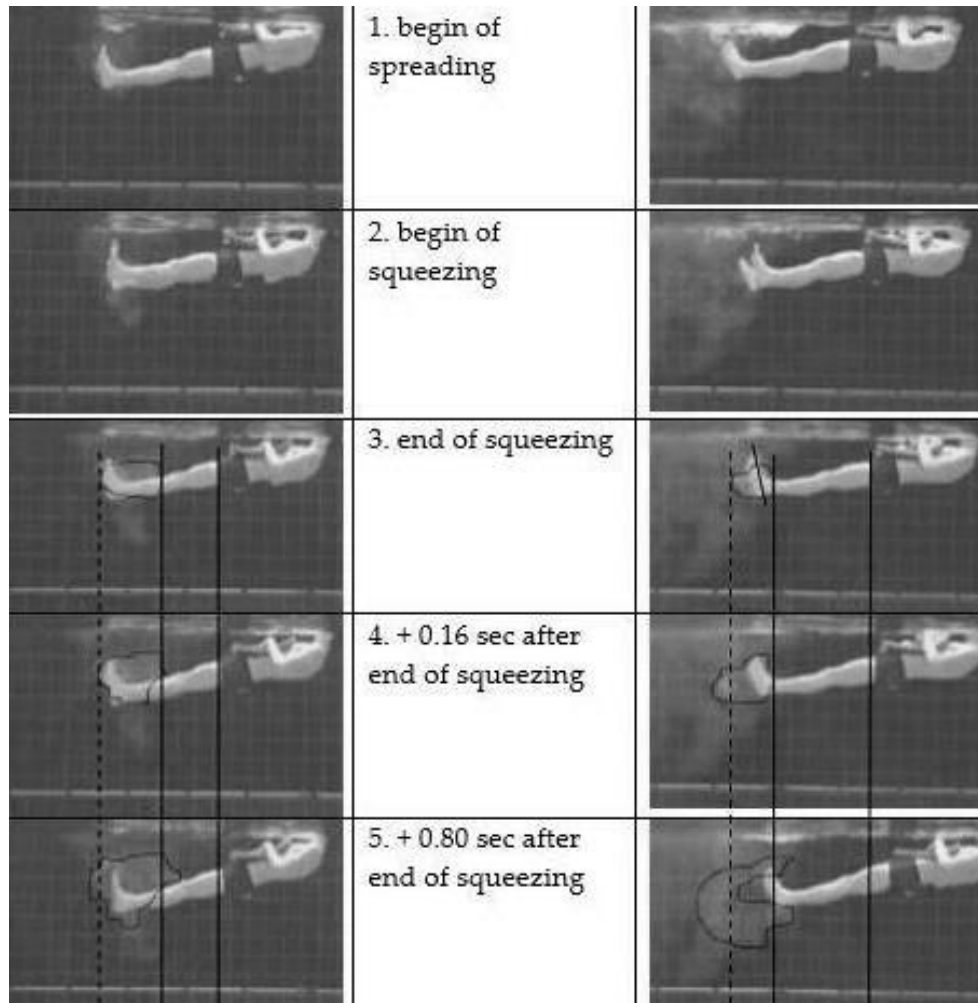 1. begin of
spreading
2. begin of
squeezing
3. end of squeezing
4. + 0.16 sec after
end of squeezing
5. + 0.80 sec after
end of squeezing